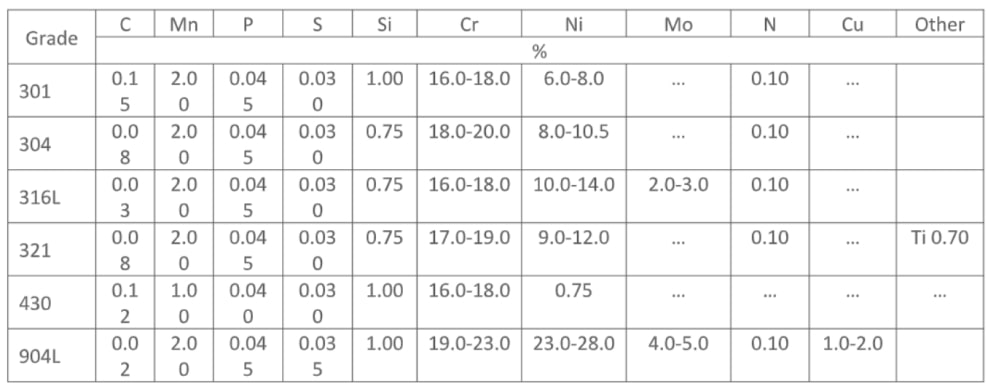 Grade C Mn P S Si Cr Ni Mo N Cu Other
%
301 0.15 2.00 0.045 0.030 1.00 16.0-18.0 6.0-8.0 ... 0.10 ...
304 0.08 2.00 0.045 0.030 0.75 18.0-20.0 8.0-10.5 ... 0.10 ...
316L 0.03 2.00 0.045 0.030 0.75 16.0-18.0 10.0-14.0 2.0-3.0 0.10 ...
321 0.08 2.00 0.045 0.030 0.75 17.0-19.0 9.0-12.0 ... 0.10 ... Ti 0.70
430 0.12 1.00 0.040 0.030 1.00 16.0-18.0 0.75 ... ... ... ...
904L 0.02 2.00 0.045 0.035 1.00 19.0-23.0 23.0-28.0 4.0-5.0 0.10 1.0-2.0